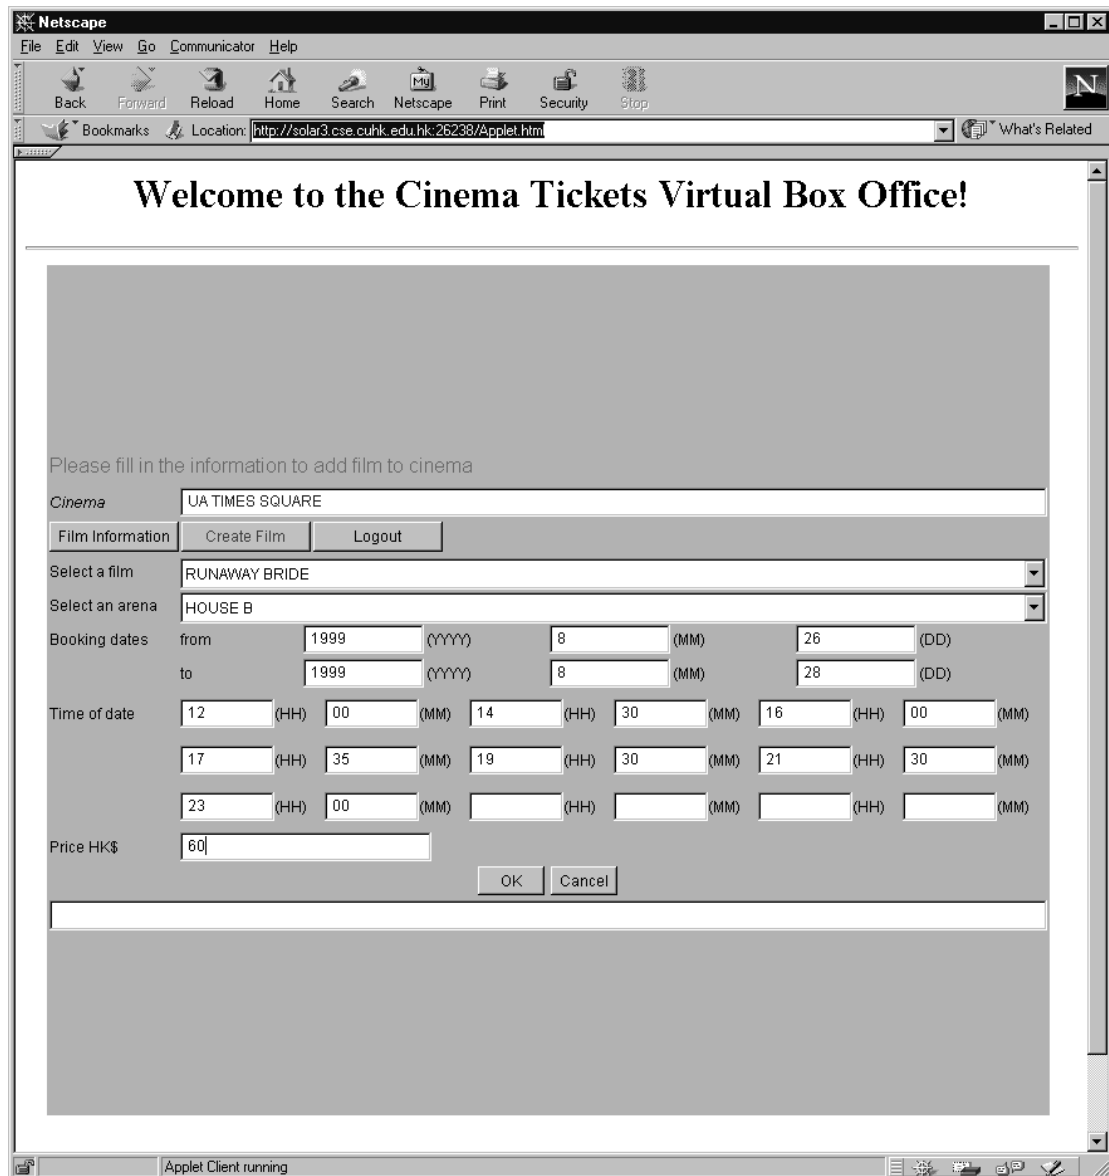 Netscape
File Edit View Go Communicator Help
My
N
Back Forward Reload Home Search Netscape Print Security Stop
Bookmarks Location: http://solar3.cse.cuhk.edu.hk:26238/Applet.html What's Related
Welcome to the Cinema Tickets Virtual Box Office!
Please fill in the information to add film to cinema
Cinema UA TIMES SQUARE
Film Information Create Film Logout
Select a film RUNAWAY BRIDE
Select an arena HOUSE B
Booking dates from 1999 (YYYY) 8 (MM) 26 (DD)
to 1999 (YYYY) 8 (MM) 28 (DD)
Time of date 12 (HH) 00 (MM) 14 (HH) 30 (MM) 16 (HH) 00 (MM)
17 (HH) 35 (MM) 19 (HH) 30 (MM) 21 (HH) 30 (MM)
23 (HH) 00 (MM) (HH) (MM) (HH) (MM)
Price HK$ 60
OK Cancel
Applet Client running